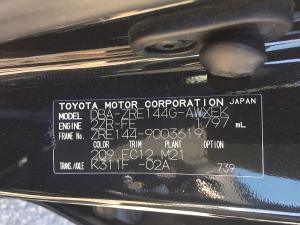 TOYOTA MOTOR CORPORATION JAPAN
MODEL DBA-ZRE144G-AWXEK
ENGINE 2ZR-FE 1797 mL
FRAME No. ZRE144-9003619
COLOR TRIM PLANT OPTION
209 FC12 M21
TRANS./AXLE K311F -02A 739